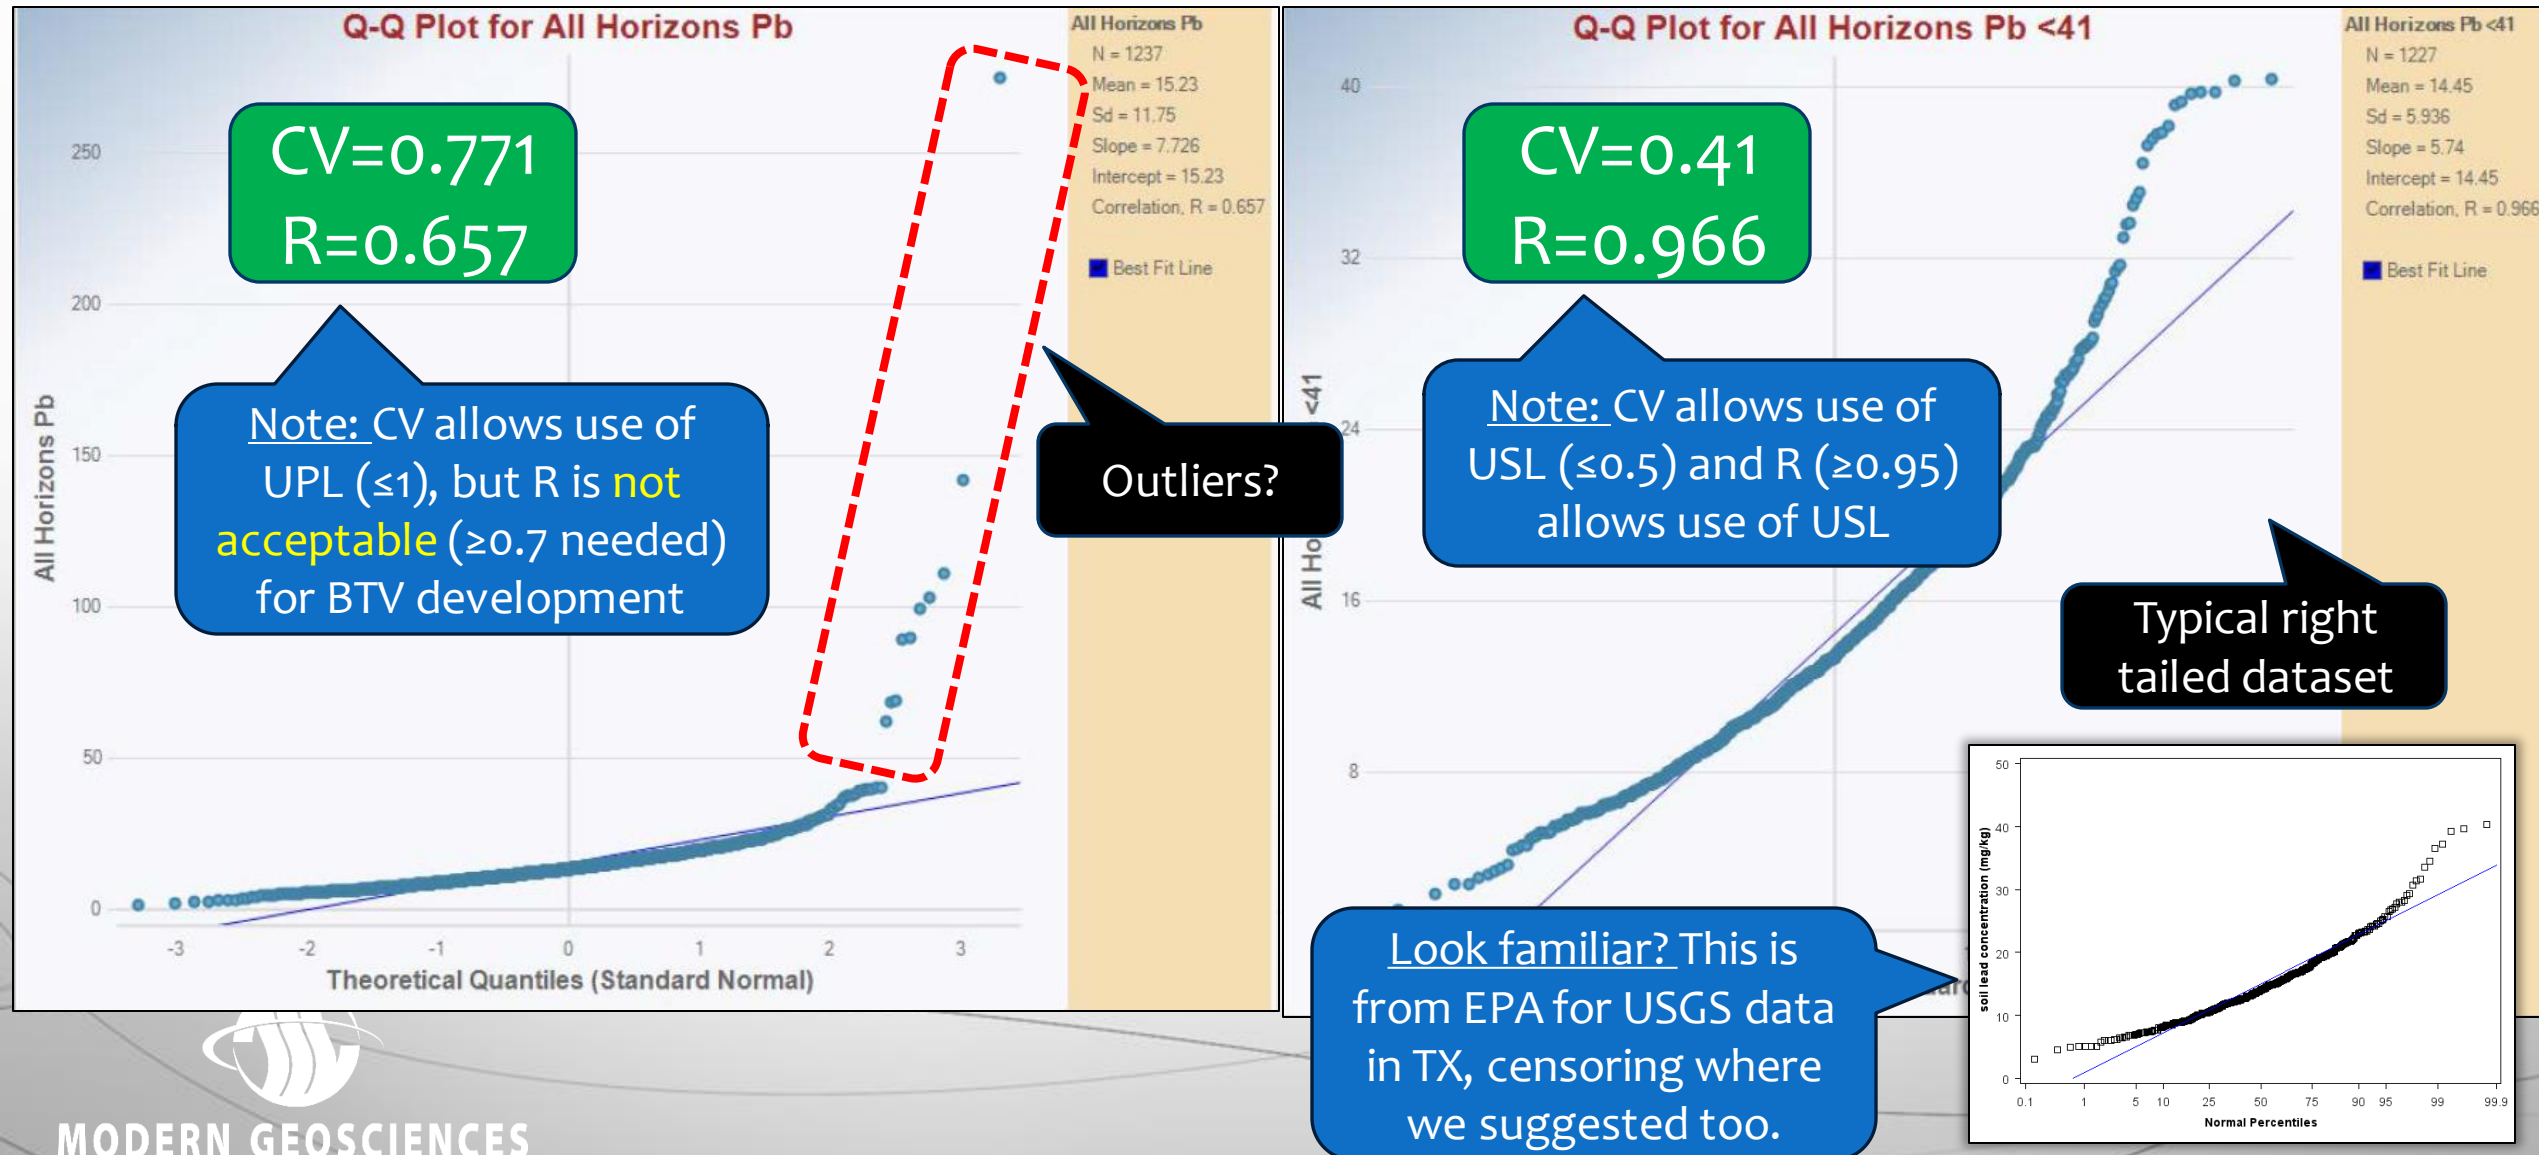 Q-Q Plot for All Horizons Pb
All Horizons Pb
N = 1237
Mean = 15.23
Sd = 11.75
Slope = 7.726
Intercept = 15.23
Correlation, R = 0.657
Best Fit Line
250
200
150
100
50
0
All Horizons Pb
-3 -2 -1 0 1 2 3
Theoretical Quantiles (Standard Normal)
CV=0.771
R=0.657
Note: CV allows use of
UPL (≤1), but R is not
acceptable (≥0.7 needed)
for BTV development
Outliers?
Q-Q Plot for All Horizons Pb <41
All Horizons Pb <41
N = 1227
Mean = 14.45
Sd = 5.936
Slope = 5.74
Intercept = 14.45
Correlation, R = 0.966
Best Fit Line
40
32
24
16
8
All Ho
<41
CV=0.41
R=0.966
Note: CV allows use of
USL (≤0.5) and R (≥0.95)
allows use of USL
Typical right
tailed dataset
Look familiar? This is
from EPA for USGS data
in TX, censoring where
we suggested too.
50
40
30
20
10
0
soil lead concentration (mg/kg)
0.1 1 5 10 25 50 75 90 95 99 99.9
Normal Percentiles
MODERN GEOSCIENCES